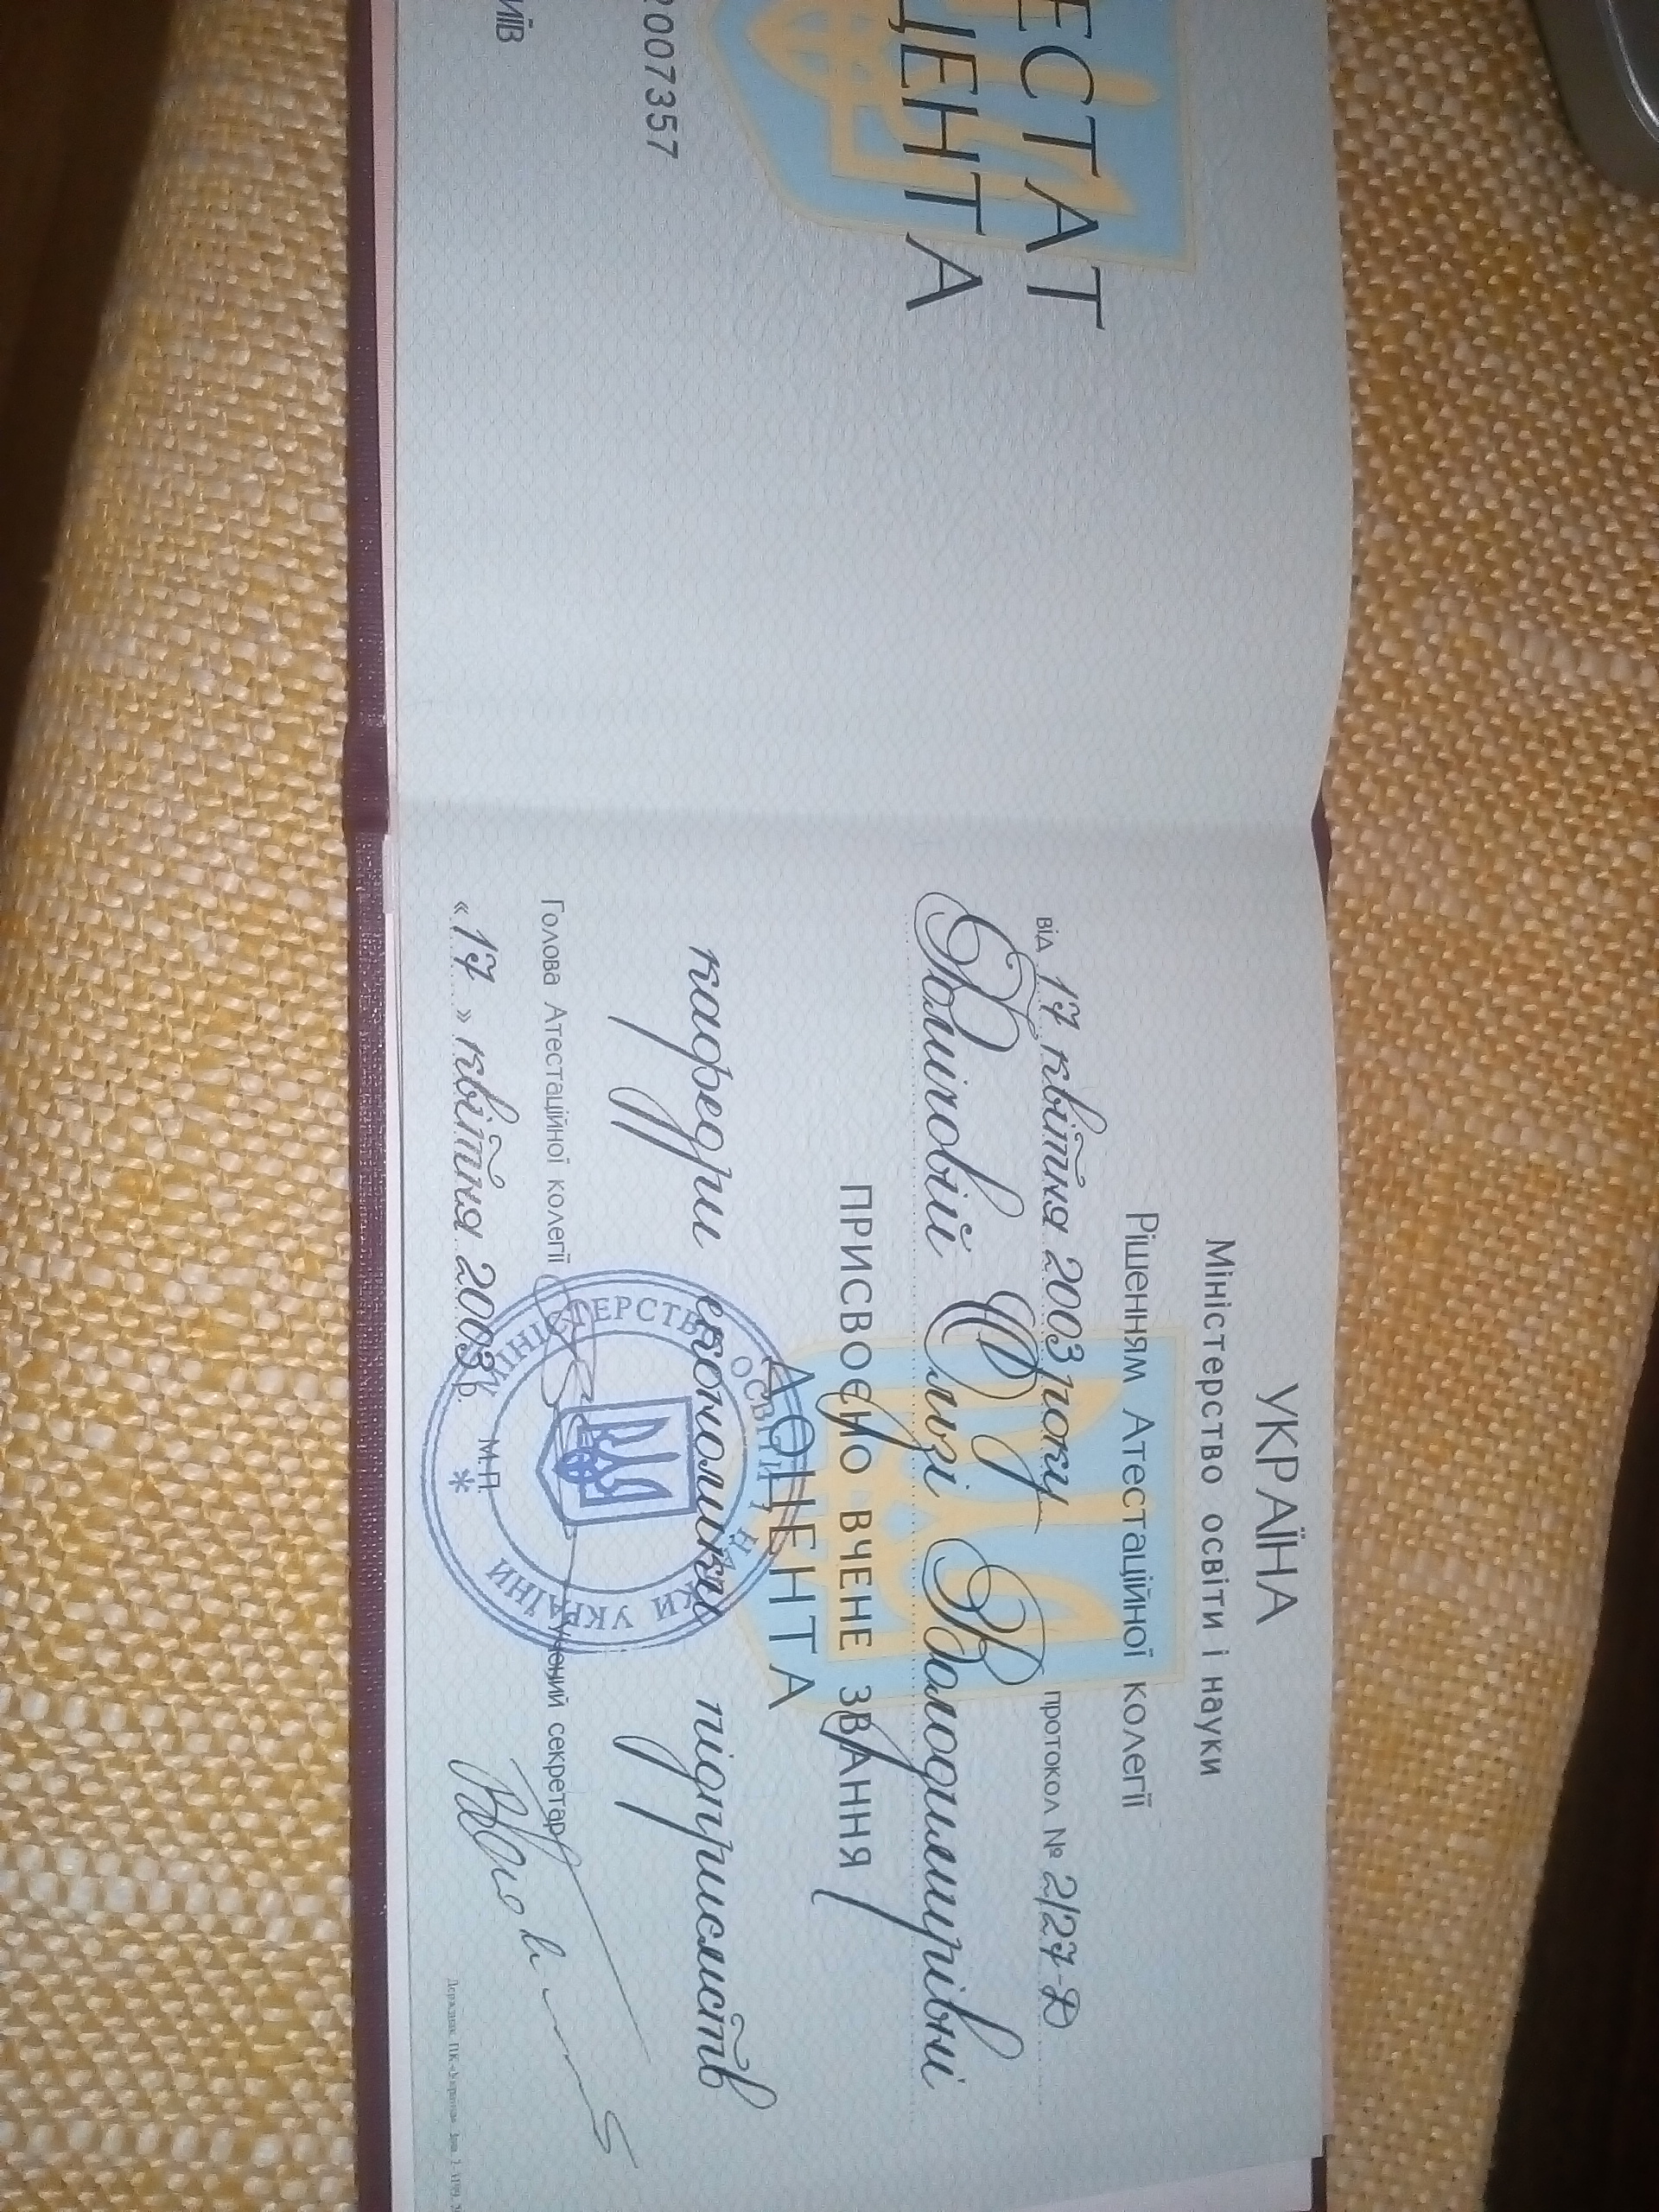 ЕСТАТ
ЦЕНТА
2007357
ИЇВ
УКРАЇНА
Міністерство освіти і науки
Рішенням Атестаційної колегії
від 17 квітня 2003 року протокол № 2/27-Д
Ользі Володимирівні
ПРИСВОЄНО ВЧЕНЕ ЗВАННЯ
ДОЦЕНТА
кафедри економіки підприємств
Голова Атестаційної колегії
Учений секретар
« 17 » квітня 2003 р.
М.П.
МІНІСТЕРСТВО ОСВІТИ І НАУКИ УКРАЇНИ